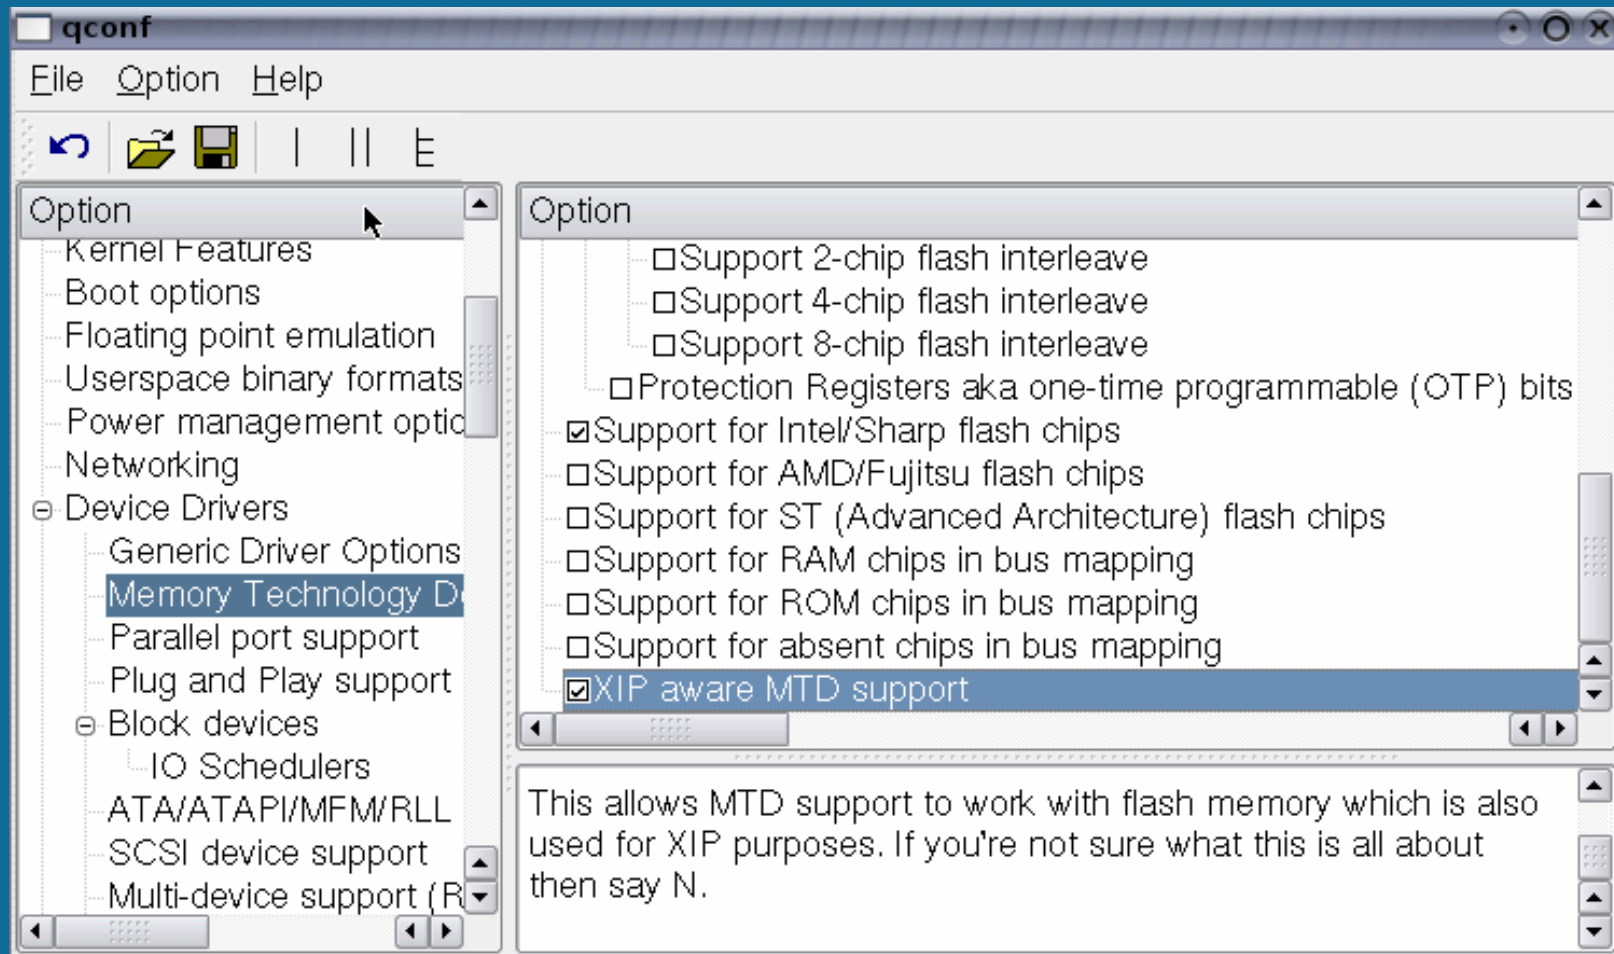 qconf
File Option Help
Option
Kernel Features
Boot options
Floating point emulation
Userspace binary formats
Power management optio
Networking
Device Drivers
Generic Driver Options
Memory Technology De
Parallel port support
Plug and Play support
Block devices
IO Schedulers
ATA/ATAPI/MFM/RLL
SCSI device support
Multi-device support (R
Option
Support 2-chip flash interleave
Support 4-chip flash interleave
Support 8-chip flash interleave
Protection Registers aka one-time programmable (OTP) bits
Support for Intel/Sharp flash chips
Support for AMD/Fujitsu flash chips
Support for ST (Advanced Architecture) flash chips
Support for RAM chips in bus mapping
Support for ROM chips in bus mapping
Support for absent chips in bus mapping
XIP aware MTD support
This allows MTD support to work with flash memory which is also
used for XIP purposes. If you're not sure what this is all about
then say N.